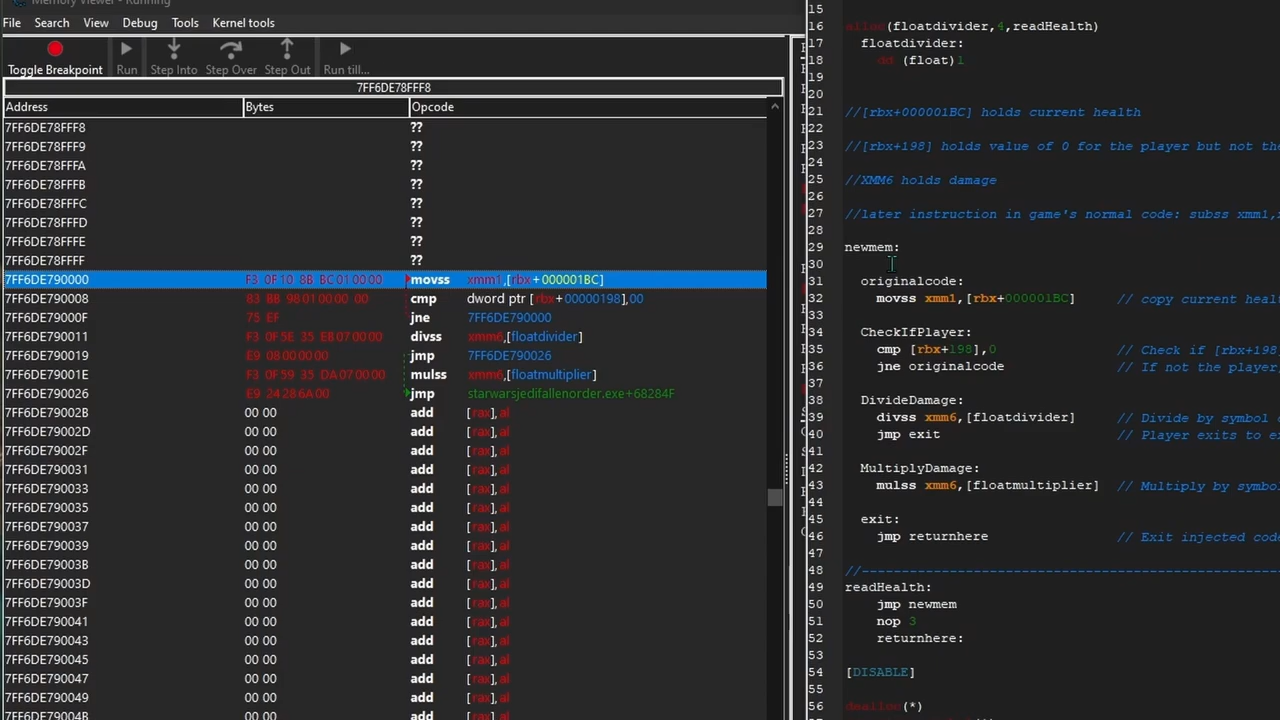 Memory Viewer - Running
File Search View Debug Tools Kernel tools
Toggle Breakpoint Run Step Into Step Over Step Out Run till...
7FF6DE78FFF8
Address Bytes Opcode
7FF6DE78FFF8 ??
7FF6DE78FFF9 ??
7FF6DE78FFFA ??
7FF6DE78FFFB ??
7FF6DE78FFFC ??
7FF6DE78FFFD ??
7FF6DE78FFFE ??
7FF6DE78FFFF ??
7FF6DE790000 F3 0F 10 8B BC 01 00 00 movss xmm1,[rbx+000001BC]
7FF6DE790008 83 BB 98 01 00 00 00 cmp dword ptr [rbx+00000198],00
7FF6DE79000F 75 EF jne 7FF6DE790000
7FF6DE790011 F3 0F 5E 35 EB 07 00 00 divss xmm6,[floatdivider]
7FF6DE790019 E9 08 00 00 00 jmp 7FF6DE790026
7FF6DE79001E F3 0F 59 35 DA 07 00 00 mulss xmm6,[floatmultiplier]
7FF6DE790026 E9 24 28 6A 00 jmp starwarsjedifallenorder.exe+68284F
7FF6DE79002B 00 00 add [rax],al
7FF6DE79002D 00 00 add [rax],al
7FF6DE79002F 00 00 add [rax],al
7FF6DE790031 00 00 add [rax],al
7FF6DE790033 00 00 add [rax],al
7FF6DE790035 00 00 add [rax],al
7FF6DE790037 00 00 add [rax],al
7FF6DE790039 00 00 add [rax],al
7FF6DE79003B 00 00 add [rax],al
7FF6DE79003D 00 00 add [rax],al
7FF6DE79003F 00 00 add [rax],al
7FF6DE790041 00 00 add [rax],al
7FF6DE790043 00 00 add [rax],al
7FF6DE790045 00 00 add [rax],al
7FF6DE790047 00 00 add [rax],al
7FF6DE790049 00 00 add [rax],al
7FF6DE79004B 00 00 add [rax],al
15
16 alloc(floatdivider,4,readHealth)
17 floatdivider:
18 dd (float)1
19
20
21 //[rbx+000001BC] holds current health
22
23 //[rbx+198] holds value of 0 for the player but not the
24
25 //XMM6 holds damage
26
27 //later instruction in game's normal code: subss xmm1,
28
29 newmem:
30
31 originalcode:
32 movss xmm1,[rbx+000001BC] // copy current heal
33
34 CheckIfPlayer:
35 cmp [rbx+198],0 // Check if [rbx+198]
36 jne originalcode // If not the player,
37
38 DivideDamage:
39 divss xmm6,[floatdivider] // Divide by symbol
40 jmp exit // Player exits to
41
42 MultiplyDamage:
43 mulss xmm6,[floatmultiplier] // Multiply by symbo
44
45 exit:
46 jmp returnhere // Exit injected code
47
48 //-----------------------------------------------
49 readHealth:
50 jmp newmem
51 nop 3
52 returnhere:
53
54 [DISABLE]
55
56 dealloc(*)